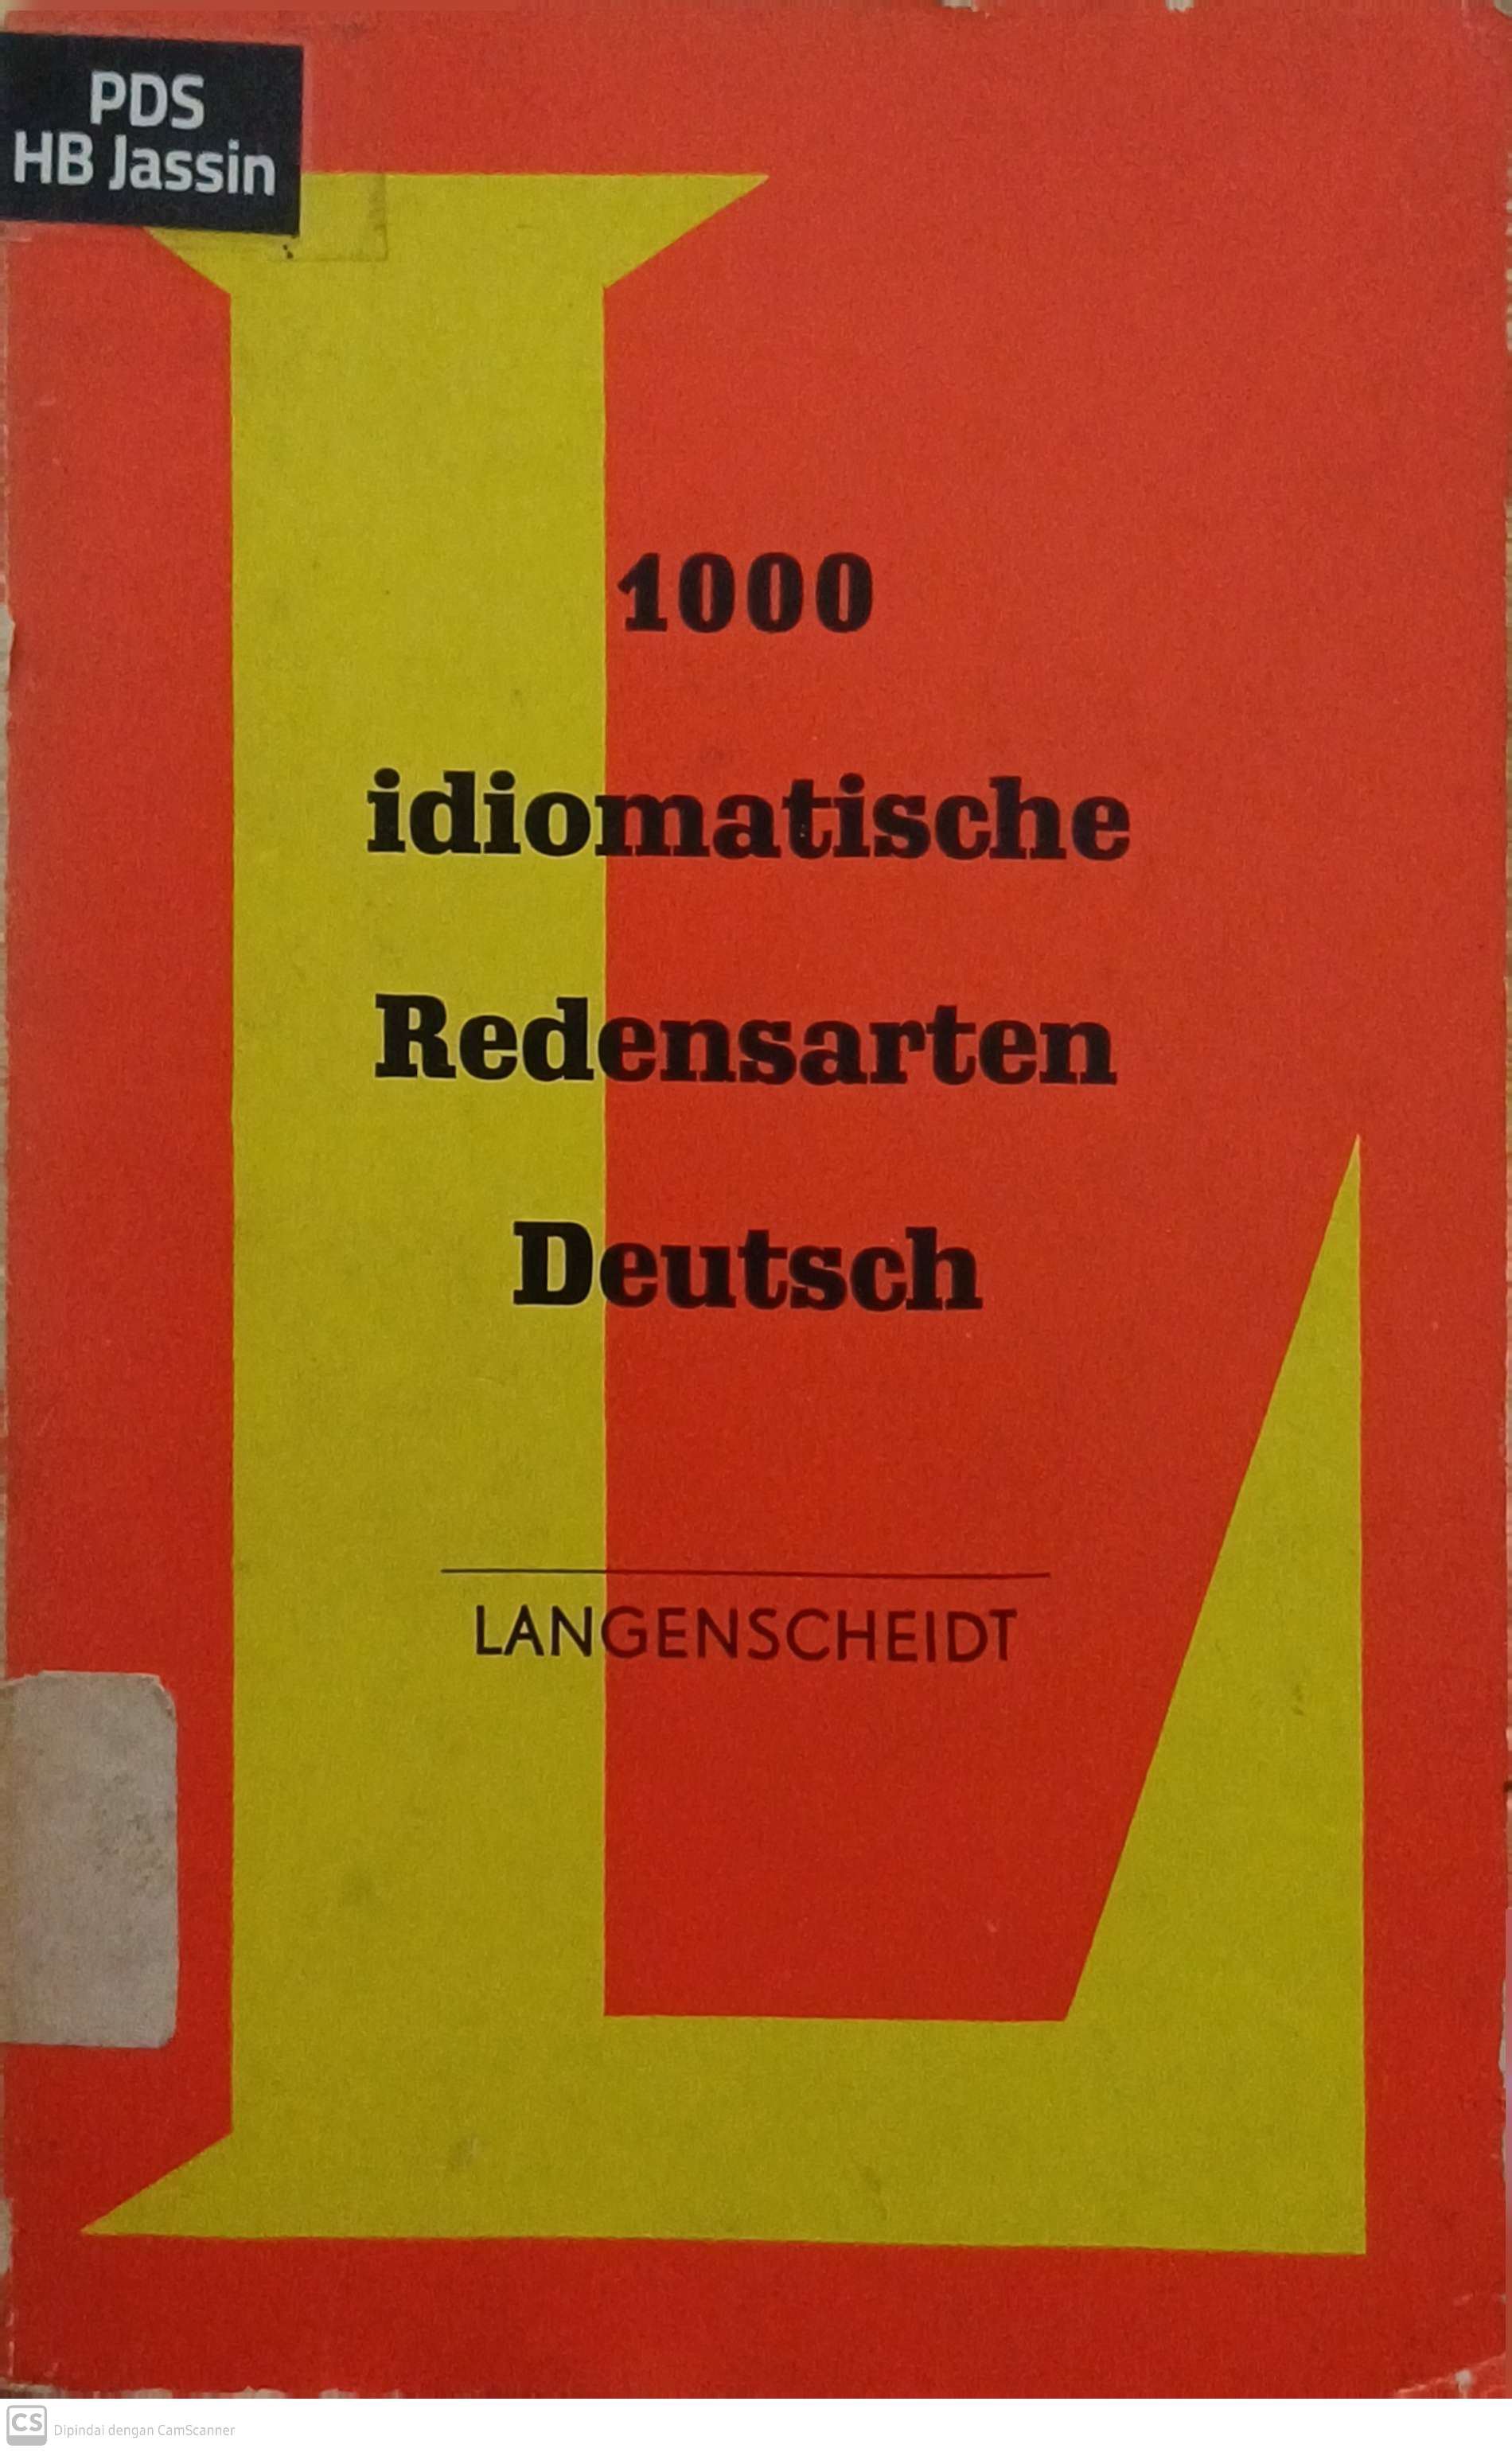 PDS
HB Jassin
1000
idiomatische
Redensarten
Deutsch
LANGENSCHEIDT
CS Dipindai dengan CamScanner